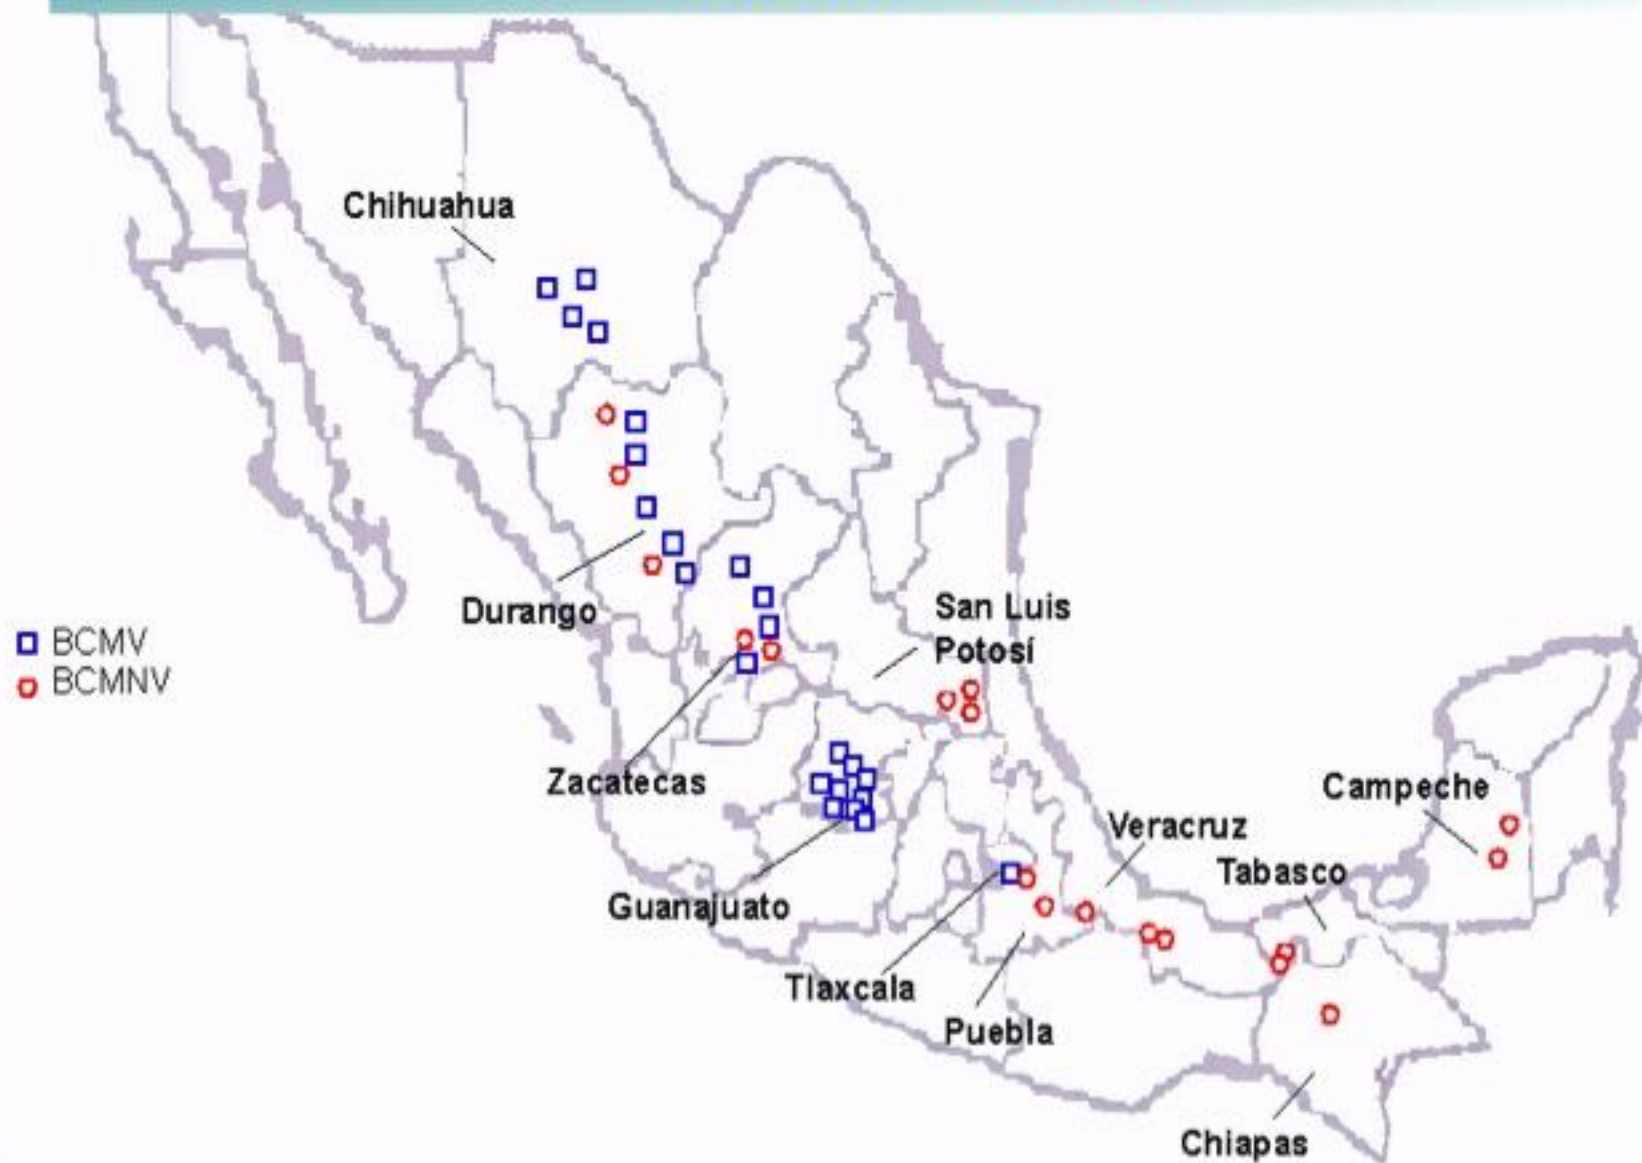 Chihuahua
Durango
San Luis
Potosí
BCMV
BCMNV
Zacatecas
Campeche
Veracruz
Tabasco
Guanajuato
Tlaxcala
Puebla
Chiapas